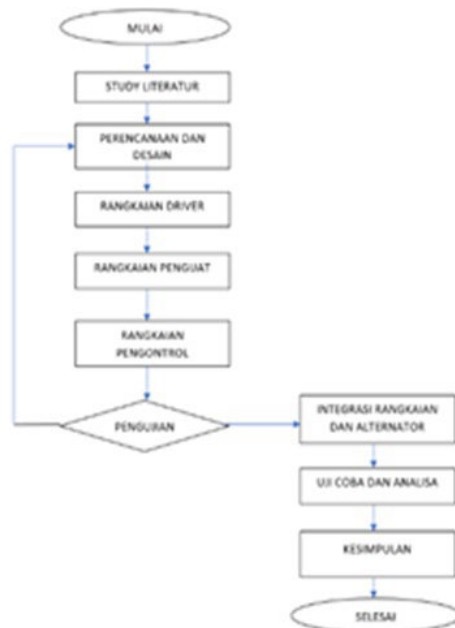 MULAI
STUDY LITERATUR
PERENCANAAN DAN
DESAIN
RANGKAIAN DRIVER
RANGKAIAN PENGUAT
RANGKAIAN
PENGONTROL
PENGUJIAN
INTEGRASI RANGKAIAN
DAN ALTERNATOR
UJI COBA DAN ANALISA
KESIMPULAN
SELESAI